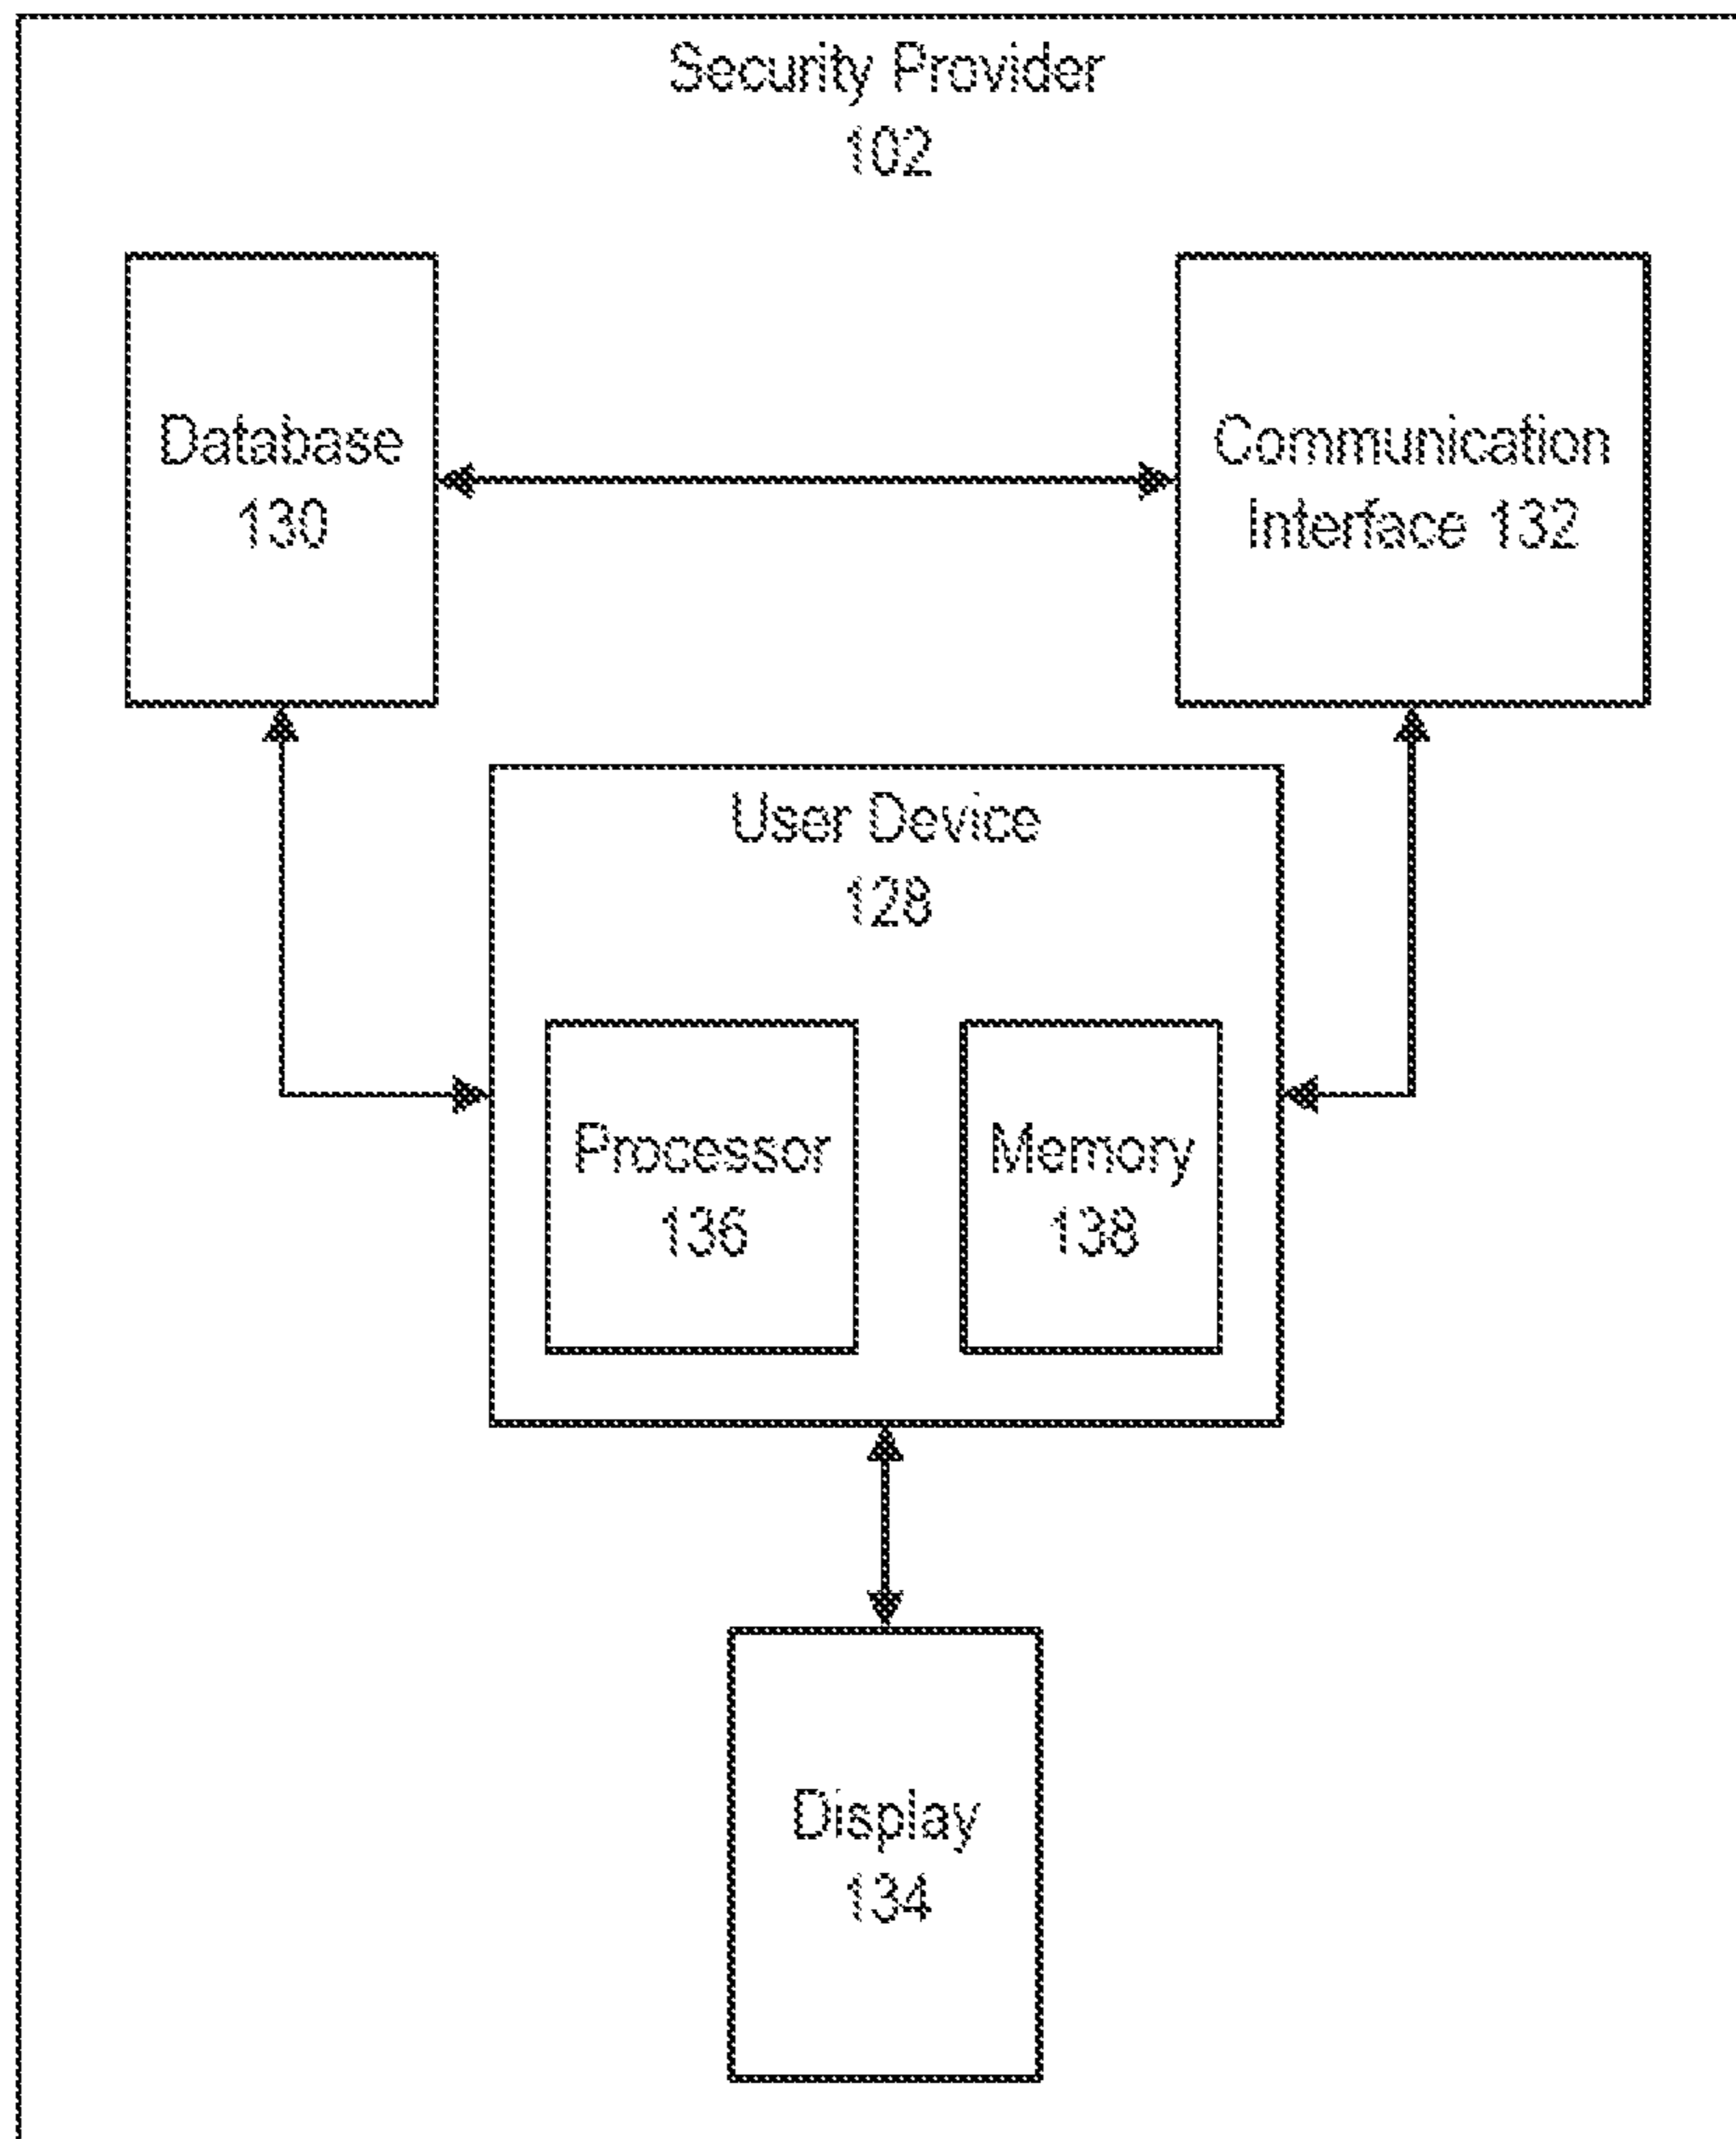 Security Provider
102
Database
130
Communication
Interface 132
User Device
128
Processor
136
Memory
138
Display
134